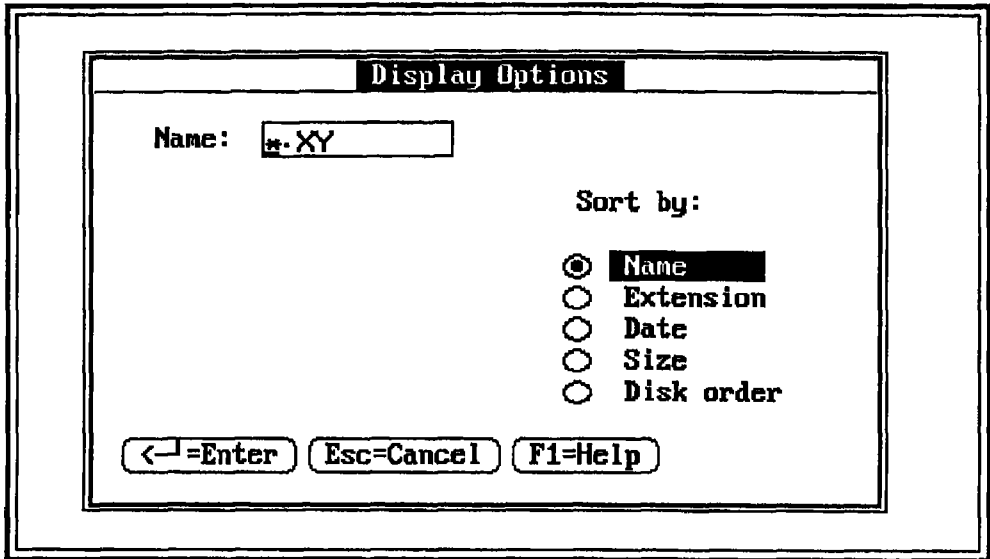 Display Options
Name: *.XY
Sort by:
Name
Extension
Date
Size
Disk order
<┘=Enter Esc=Cancel F1=Help